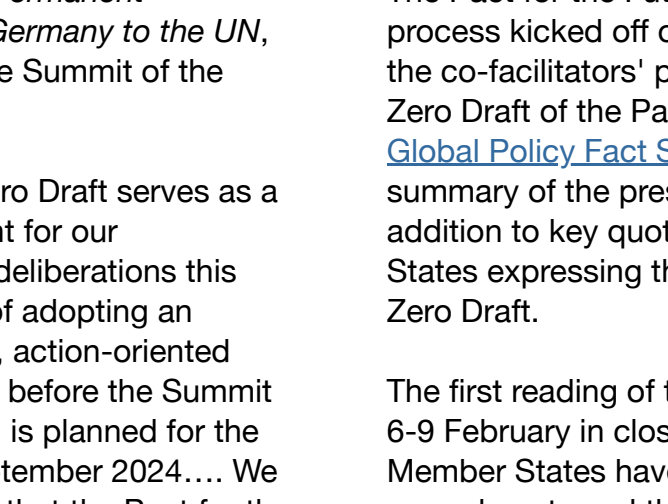 Germany to the UN,
e Summit of the
ro Draft serves as a
t for our
deliberations this
of adopting an
, action-oriented
before the Summit
is planned for the
tember 2024…. We
process kicked off
the co-facilitators' p
Zero Draft of the Pa
Global Policy Fact S
summary of the pres
addition to key quot
States expressing th
Zero Draft.
The first reading of t
6-9 February in clos
Member States hav